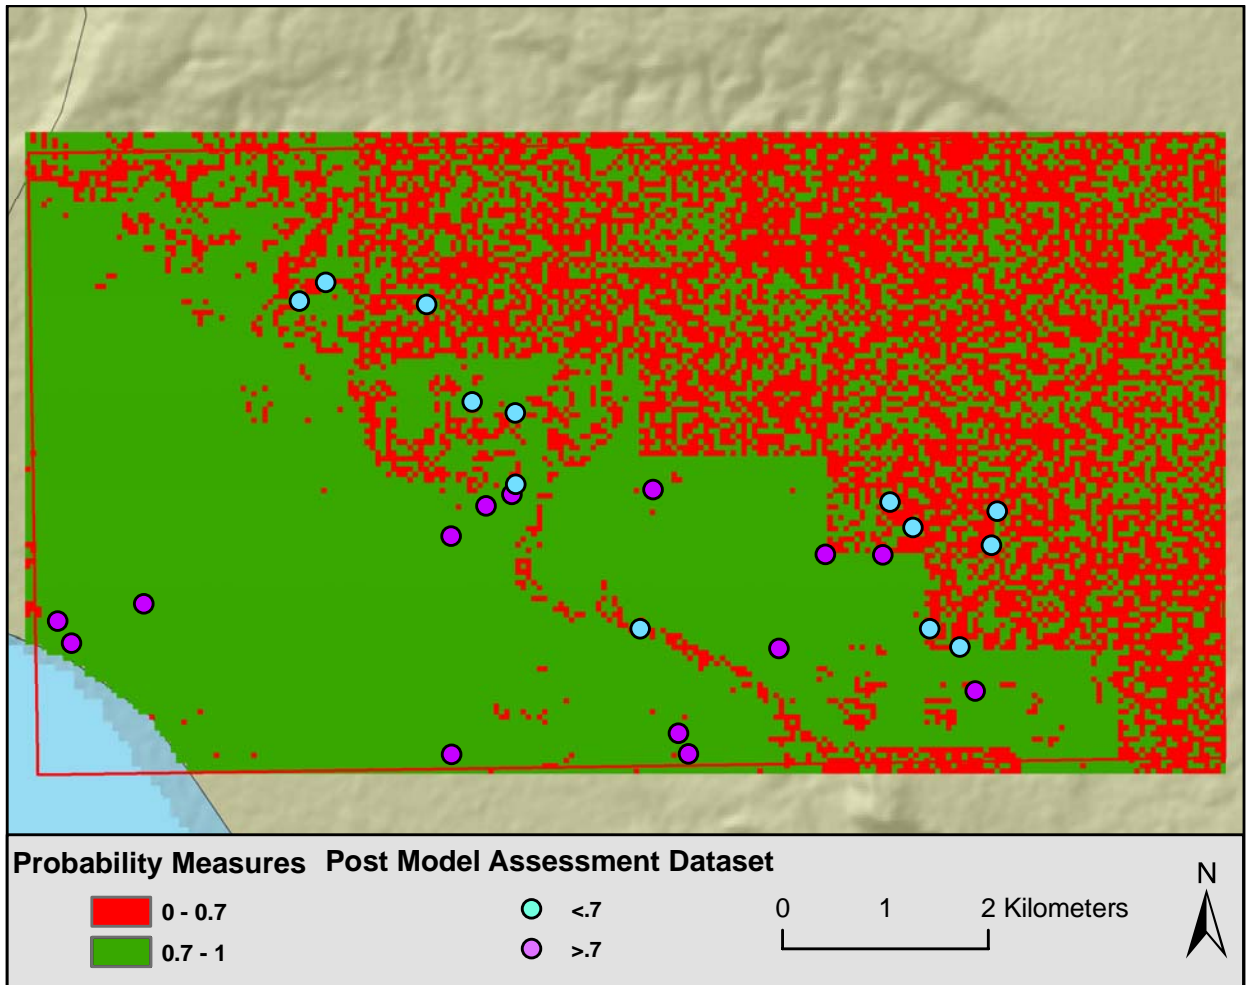 Probability Measures Post Model Assessment Dataset
N
0 - 0.7 <.7 0 1 2 Kilometers
0.7 - 1 >.7